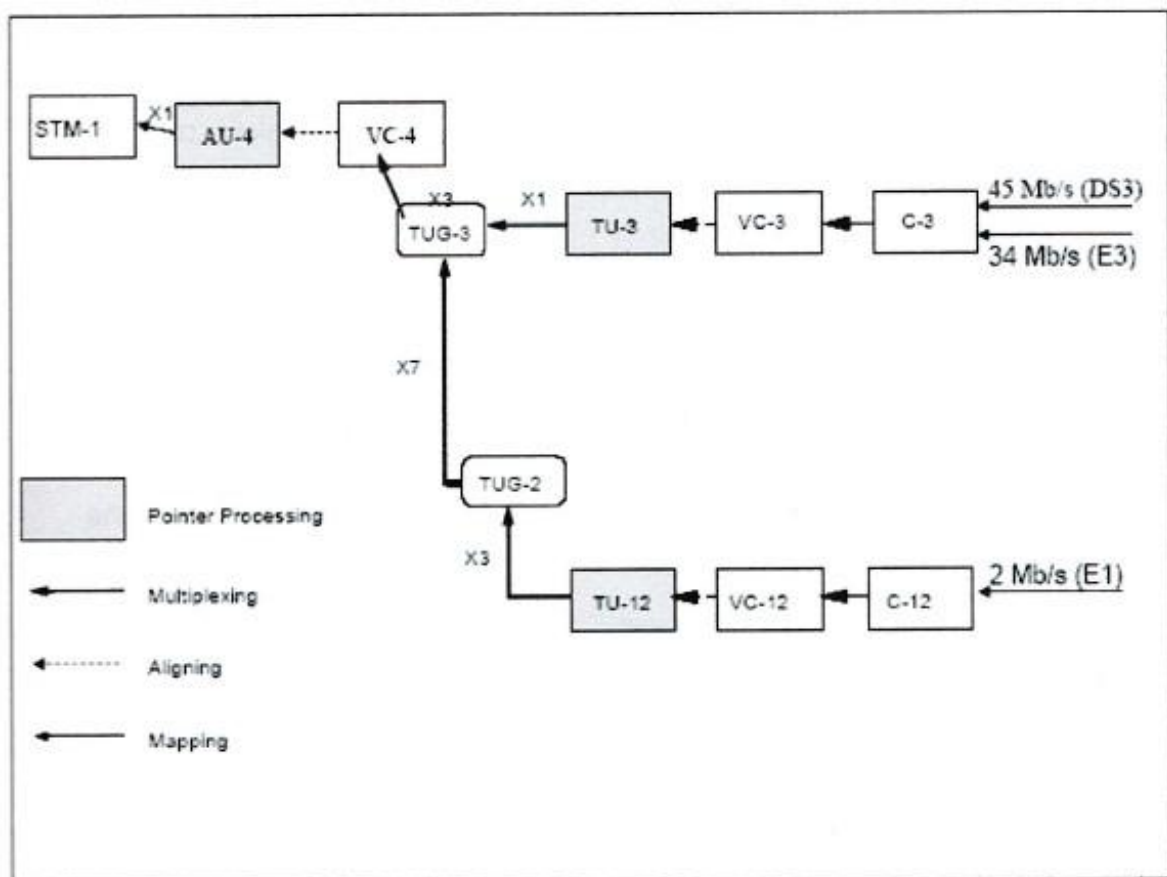 STM-1
X1
AU-4
VC-4
X3
TUG-3
X1
TU-3
VC-3
C-3
45 Mb/s (DS3)
34 Mb/s (E3)
X7
TUG-2
X3
TU-12
VC-12
C-12
2 Mb/s (E1)
Pointer Processing
Multiplexing
Aligning
Mapping